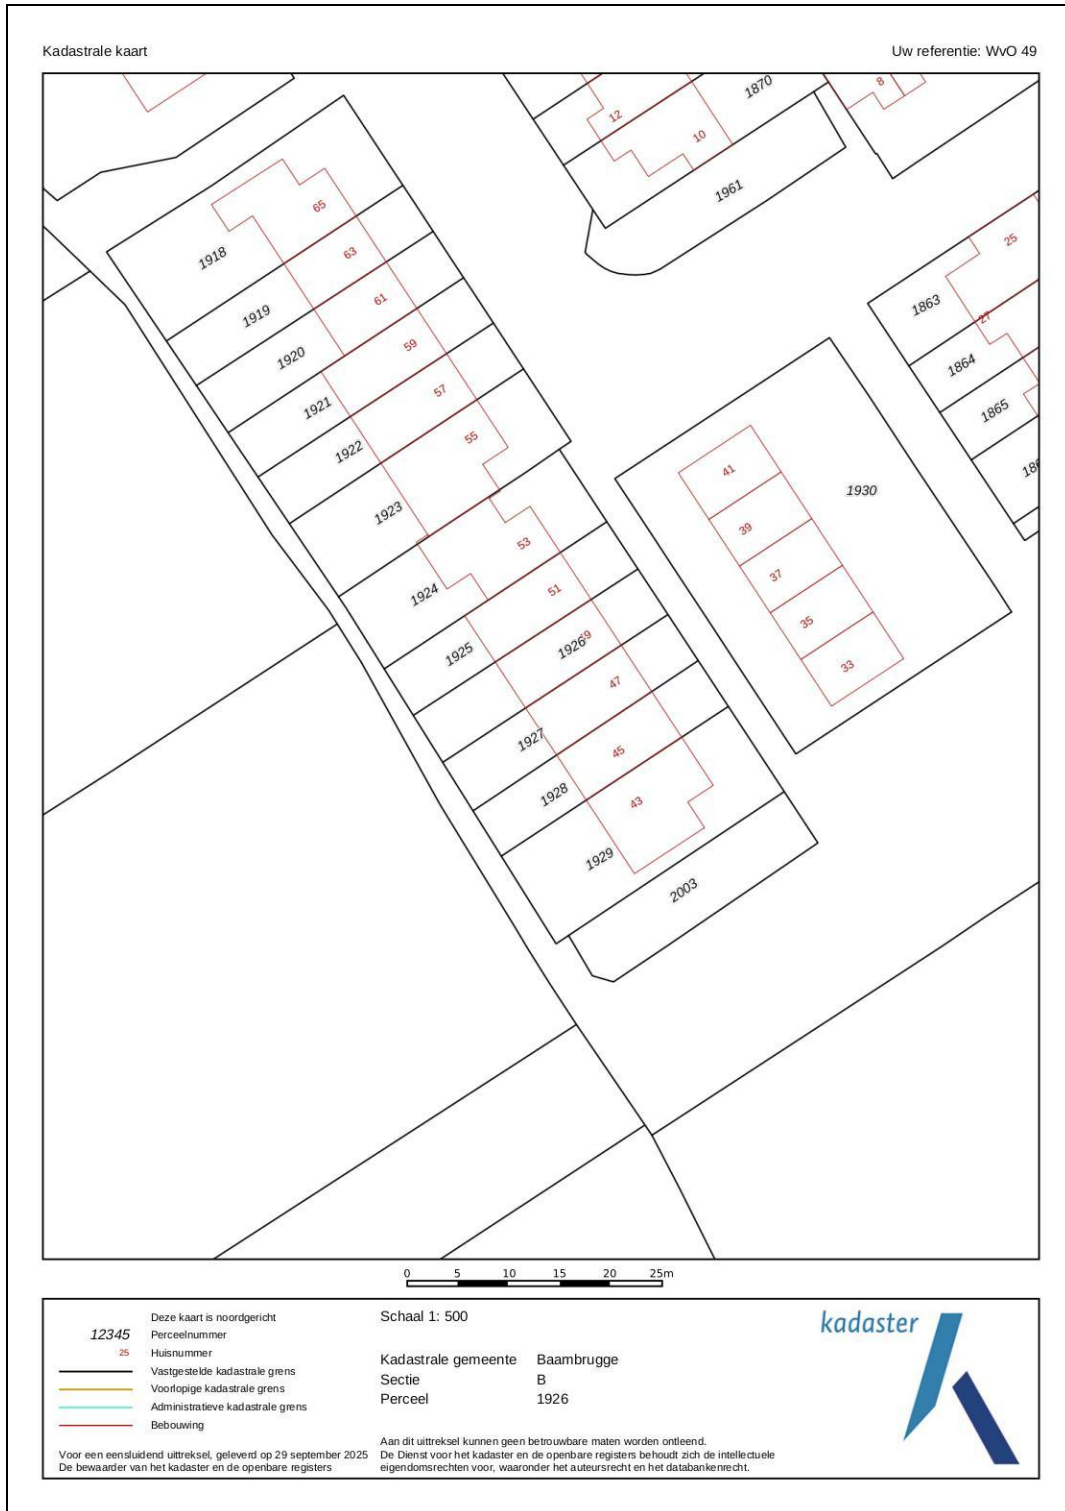 Kadastrale kaart
Uw referentie: WvO 49
8
12
10
1870
1961
65
1918
63
25
1919
61
1863
27
1920
59
1864
1921
57
1865
1922
55
41
1930
1923
39
53
37
1924
51
1925
1926
35
47
33
1927
45
1928
43
1929
2003
0 5 10 15 20 25m
Deze kaart is noordgericht
12345 Perceelnummer
25 Huisnummer
Vastgestelde kadastrale grens
Voorlopige kadastrale grens
Administratieve kadastrale grens
Bebouwing
Voor een eensluidend uittreksel, geleverd op 29 september 2025
De bewaarder van het kadaster en de openbare registers
Schaal 1: 500
Kadastrale gemeente Baambrugge
Sectie B
Perceel 1926
Aan dit uittreksel kunnen geen betrouwbare maten worden ontleend.
De Dienst voor het kadaster en de openbare registers behoudt zich de intellectuele
eigendomsrechten voor, waaronder het auteursrecht en het databankenrecht.
kadaster